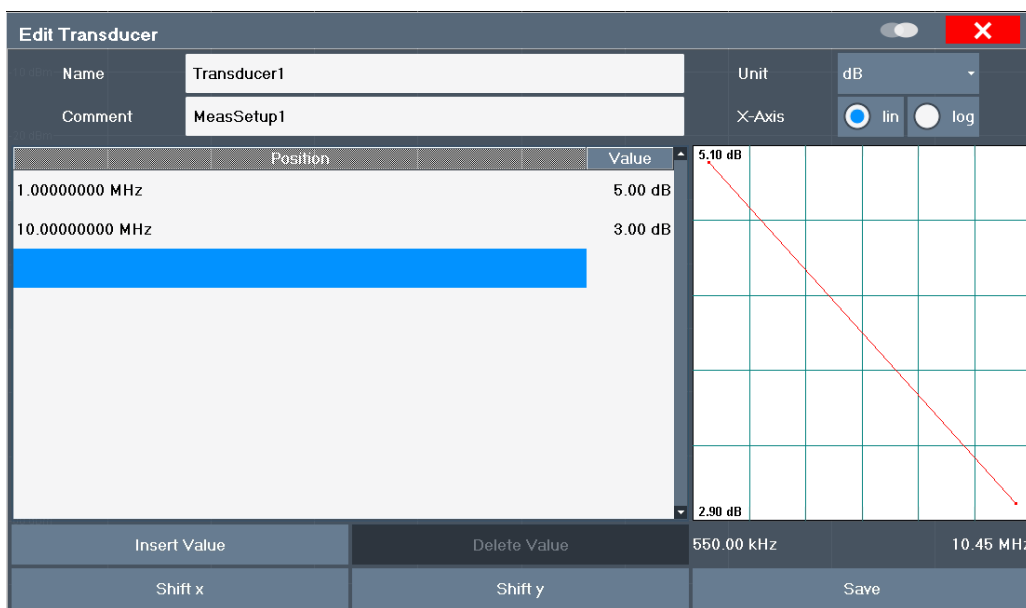 Edit Transducer
Name Transducer1 Unit dB
Comment MeasSetup1 X-Axis lin log
Position Value 5.10 dB
1.00000000 MHz 5.00 dB
10.00000000 MHz 3.00 dB
2.90 dB
Insert Value Delete Value 550.00 kHz 10.45 MHz
Shift x Shift y Save